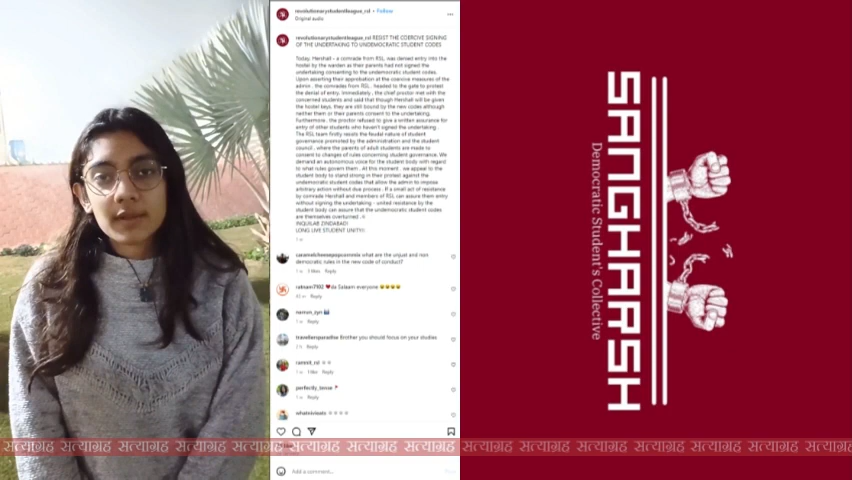 revolutionarystudentleague_rsl • Follow
Original audio
revolutionarystudentleague_rsl RESIST THE COERCIVE SIGNING
OF THE UNDERTAKING TO UNDEMOCRATIC STUDENT CODES
Today, Hershall - a comrade from RSL, was denied entry into the
hostel by the warden as their parents had not signed the
undertaking consenting to the undemocratic student codes.
Upon asserting their approbation at the coercive measures of the
admin , the comrades from RSL , headed to the gate to protest
the denial of entry. Immediately , the chief proctor met with the
concerned students and said that though Hershall will be given
the hostel keys, they are still bound by the new codes although
neither them or their parents consent to the undertaking.
Furthermore , the proctor refused to give a written assurance for
entry of other students who haven't signed the undertaking.
The RSL team firmly resists the feudal nature of student
governance promoted by the administration and the student
council , where the parents of adult students are made to
consent to changes of rules concerning student governance. We
demand an autonomous voice for the student body with regard
to what rules govern them . At this moment , we appeal to the
student body to stand strong in their protest against the
undemocratic student codes that allow the admin to impose
arbitrary action without due process . If a small act of resistance
by comrade Hershall and members of RSL can assure them entry
without signing the undertaking - united resistance by the
student body can assure that the undemocratic student codes
are themselves overturned .
INQUILAB ZINDABAD!
LONG LIVE STUDENT UNITY!!!
caramelcheesepopcornmix what are the unjust and non
democratic rules in the new code of conduct?
Reply
ratnam7100 ❤️da Salaam everyone
Reply
Reply
travellersparadise Brother you should focus on your studies
Reply
Reply
perfectly_tense
Reply
Add a comment...
SANGHARSH
Democratic Student's Collective
सत्याग्रह सत्याग्रह सत्याग्रह सत्याग्रह सत्याग्रह सत्याग्रह सत्याग्रह सत्याग्रह सत्याग्रह सत्याग्रह सत्याग्रह सत्याग्रह सत्याग्रह